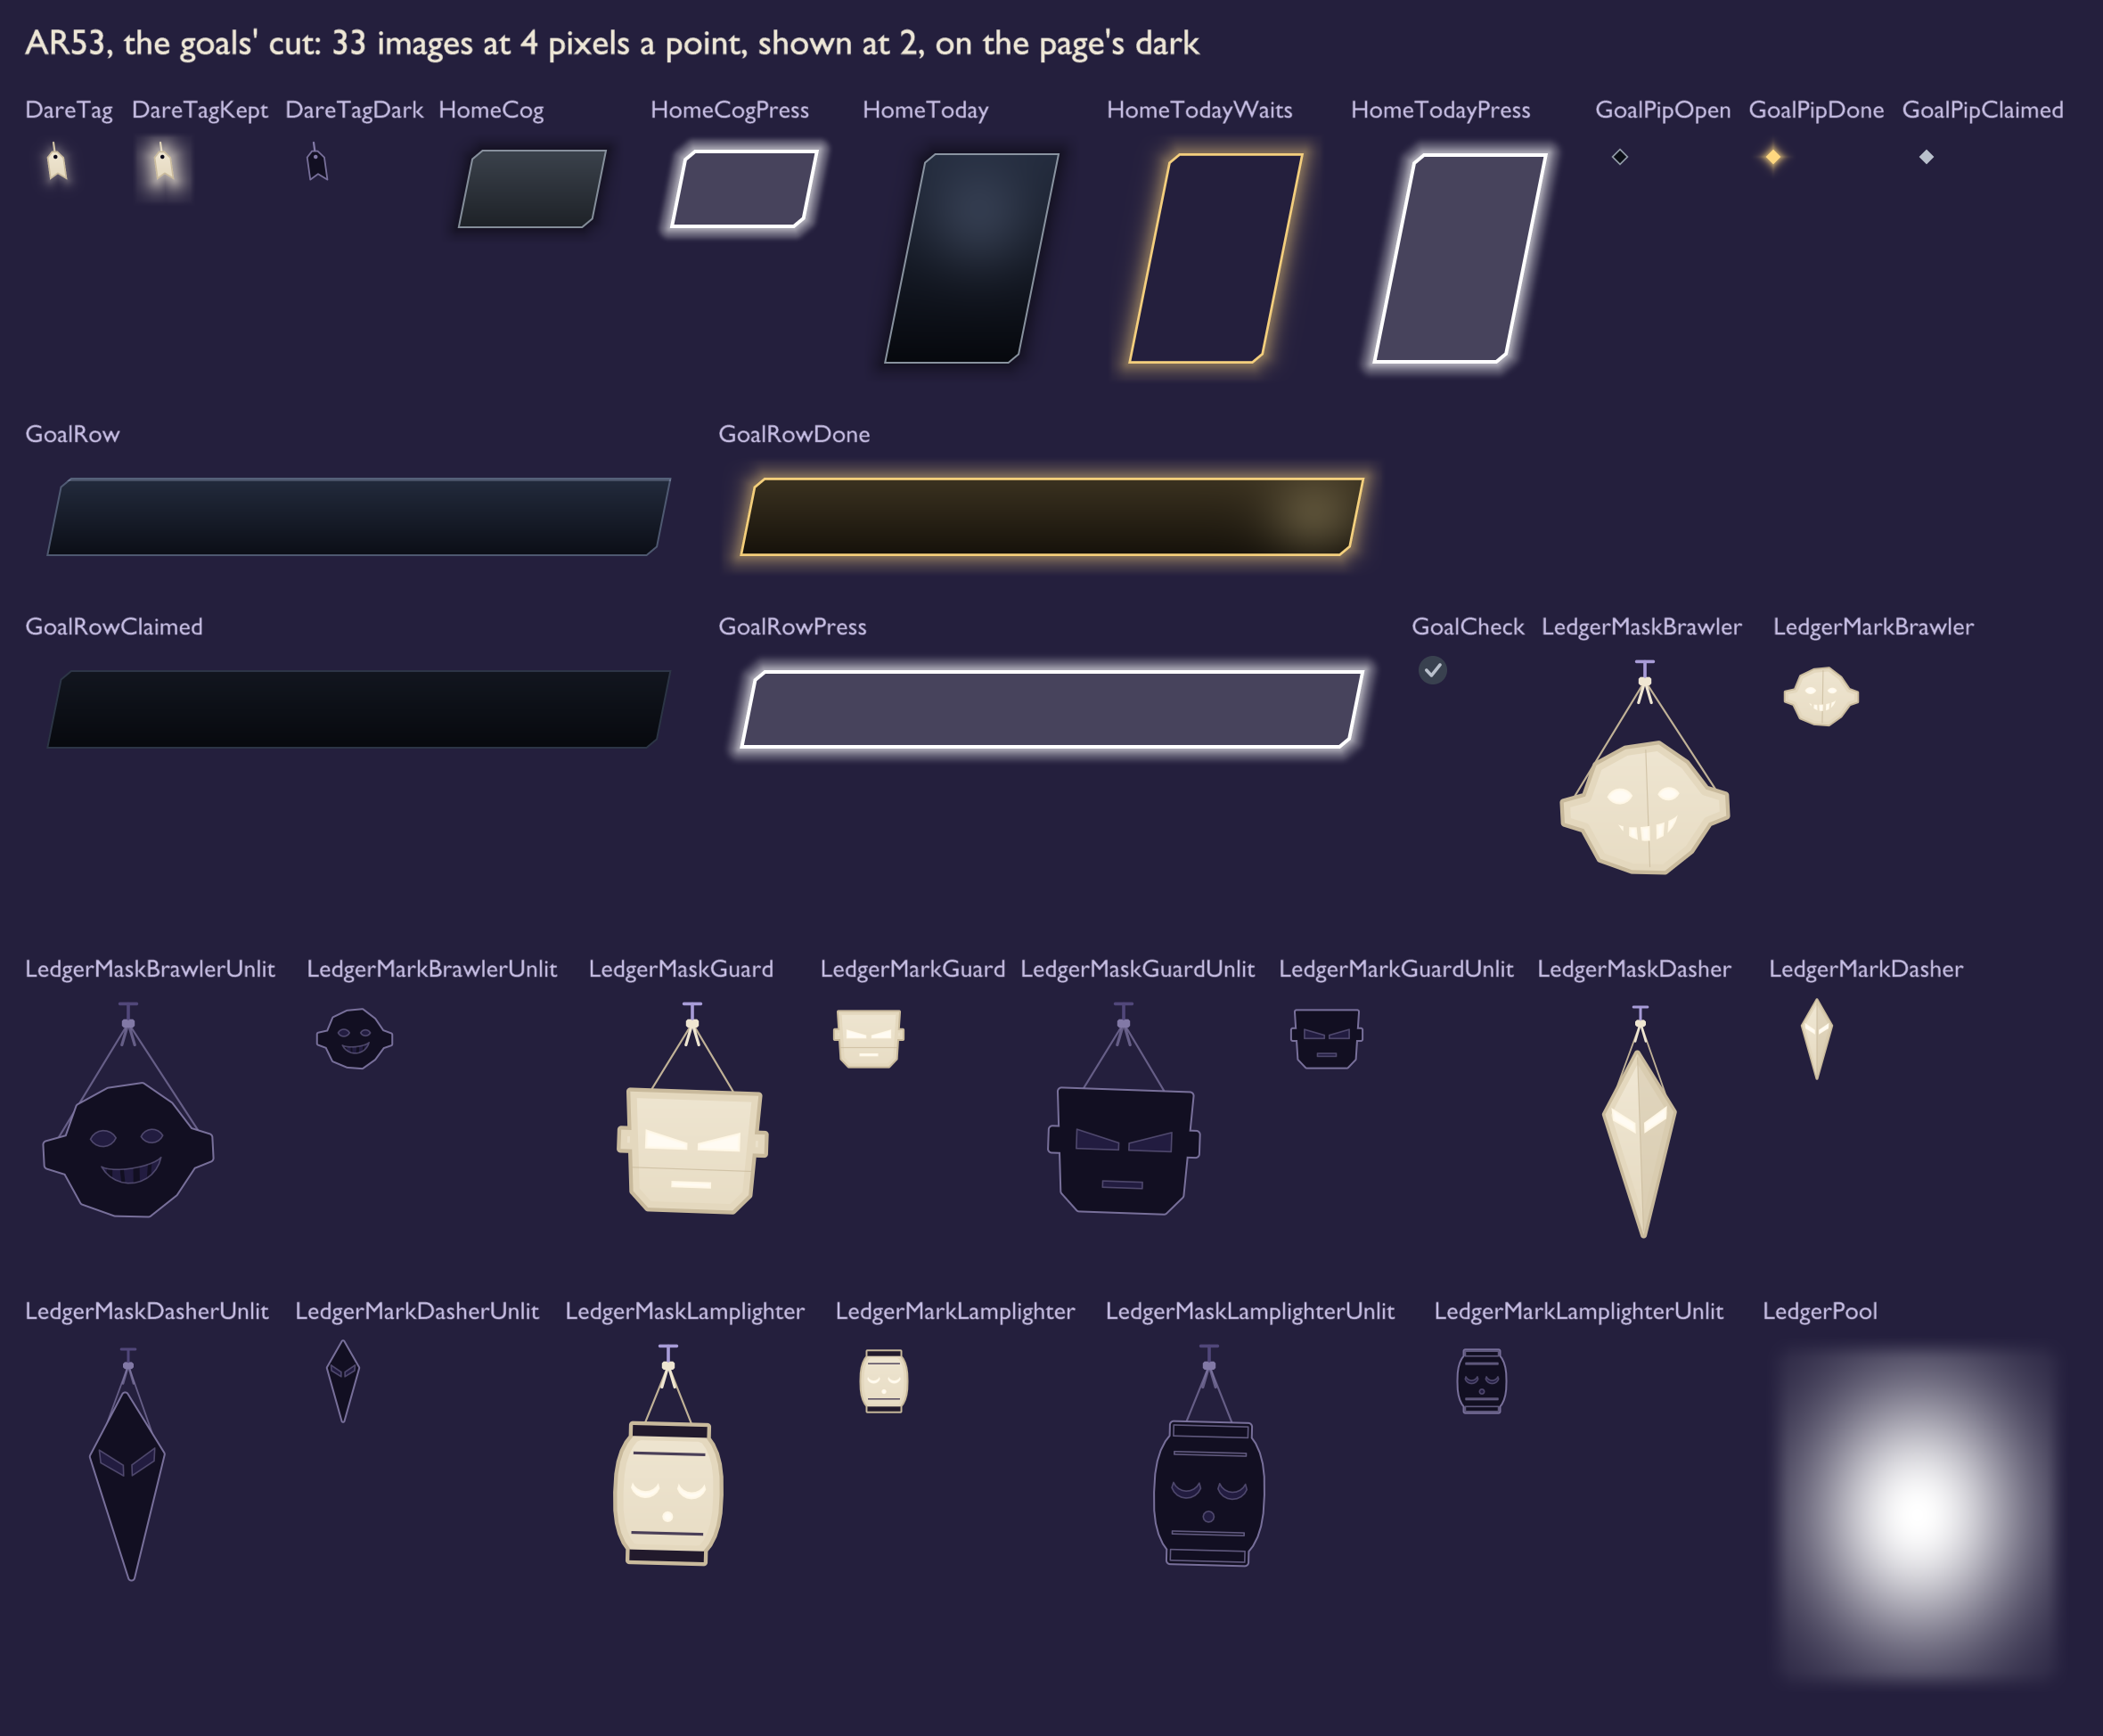 AR53, the goals' cut: 33 images at 4 pixels a point, shown at 2, on the page's dark
DareTag DareTagKept DareTagDark HomeCog HomeCogPress HomeToday HomeTodayWaits HomeTodayPress GoalPipOpen GoalPipDone GoalPipClaimed
GoalRow GoalRowDone
GoalRowClaimed GoalRowPress GoalCheck LedgerMaskBrawler LedgerMarkBrawler
LedgerMaskBrawlerUnlit LedgerMarkBrawlerUnlit LedgerMaskGuard LedgerMarkGuard LedgerMaskGuardUnlit LedgerMarkGuardUnlit LedgerMaskDasher LedgerMarkDasher
LedgerMaskDasherUnlit LedgerMarkDasherUnlit LedgerMaskLamplighter LedgerMarkLamplighter LedgerMaskLamplighterUnlit LedgerMarkLamplighterUnlit LedgerPool